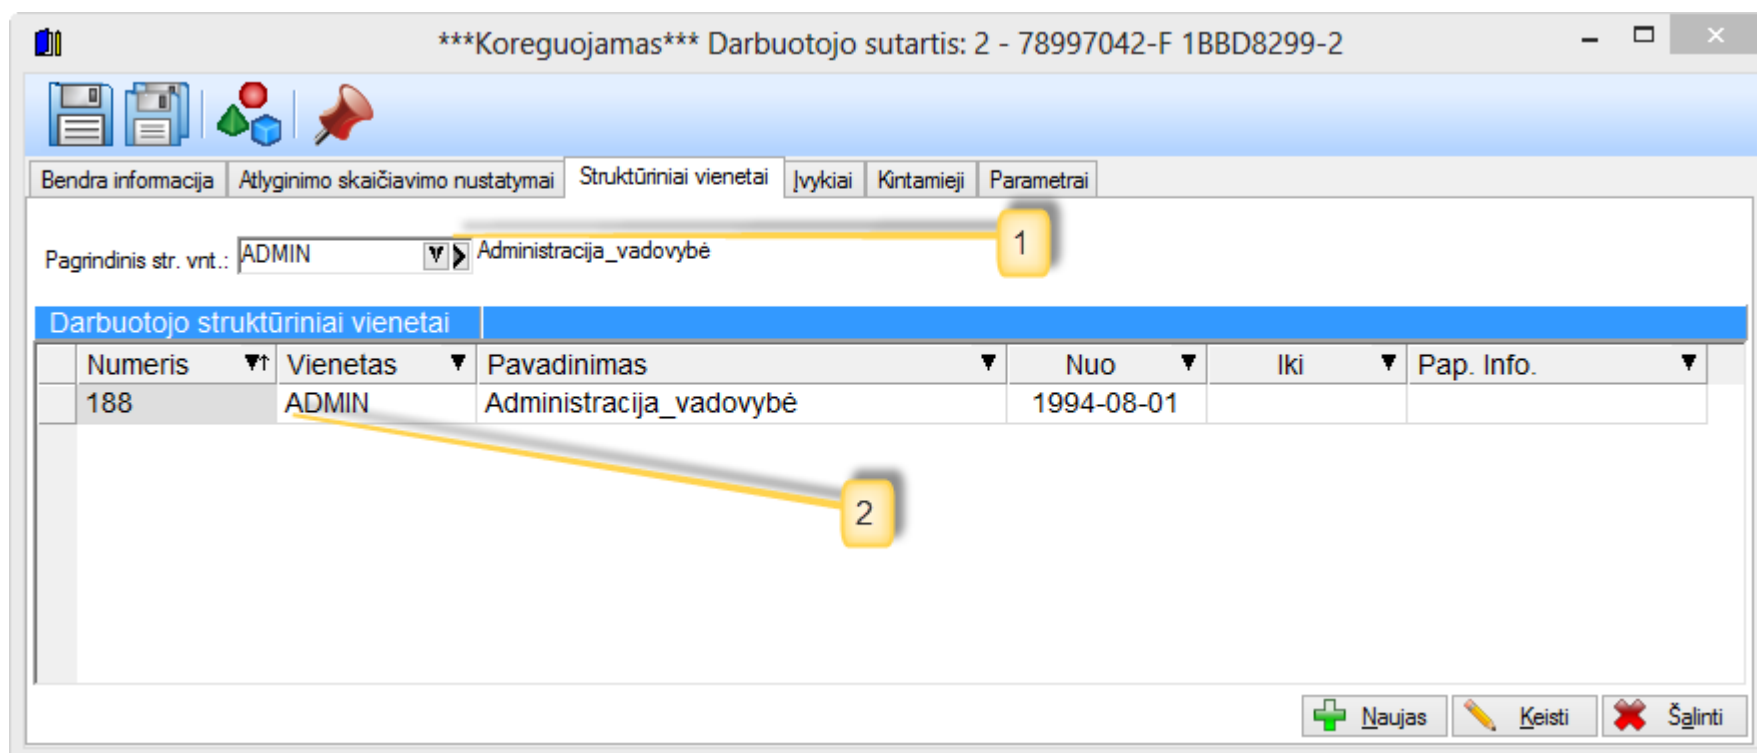 ***Koreguojamas*** Darbuotojo sutartis: 2 - 78997042-F 1BBD8299-2
Bendra informacija Atlyginimo skaičiavimo nustatymai Struktūriniai vienetai Įvykiai Kintamieji Parametrai
Pagrindinis str. vnt.: ADMIN Administracija_vadovybė 1
Darbuotojo struktūriniai vienetai
Numeris Vienetas Pavadinimas Nuo Iki Pap. Info.
188 ADMIN Administracija_vadovybė 1994-08-01
2
Naujas Keisti Šalinti